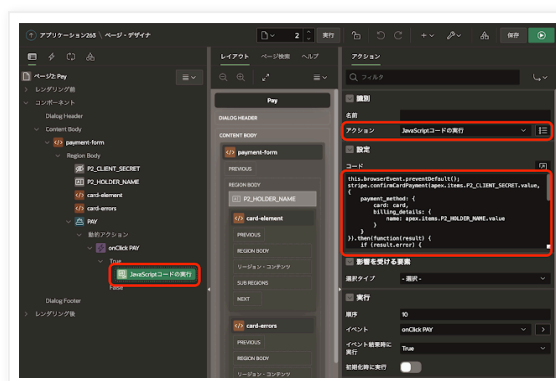 アプリケーション265 \ ページ・デザイナ
2
実行
保存
ページ2: Pay
レンダリング前
コンポーネント
Dialog Header
Content Body
payment-form
Region Body
P2_CLIENT_SECRET
P2_HOLDER_NAME
card-element
card-errors
PAY
動的アクション
onClick PAY
True
JavaScriptコードの実行
False
Dialog Footer
レンダリング後
レイアウト
ページ検索
ヘルプ
Pay
DIALOG HEADER
CONTENT BODY
payment-form
PREVIOUS
REGION BODY
P2_HOLDER_NAME
card-element
PREVIOUS
REGION BODY
リージョン・コンテンツ
SUB REGIONS
NEXT
card-errors
PREVIOUS
REGION BODY
リージョン・コンテンツ
アクション
フィルタ
識別
名前
アクション
JavaScriptコードの実行
設定
コード
this.browserEvent.preventDefault();
stripe.confirmCardPayment(apex.items.P2_CLIENT_SECRET.value,
{
payment_method: {
card: card,
billing_details: {
name: apex.items.P2_HOLDER_NAME.value
}
}
}).then(function(result) {
if (result.error) {
影響を受ける要素
選択タイプ
- 選択 -
実行
順序
10
イベント
onClick PAY
イベント結果時に
実行
True
初期化時に実行